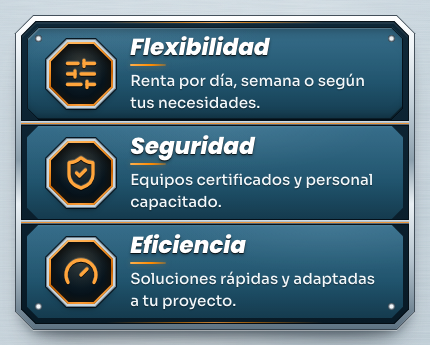 Flexibilidad
Renta por día, semana o según
tus necesidades.
Seguridad
Equipos certificados y personal
capacitado.
Eficiencia
Soluciones rápidas y adaptadas
a tu proyecto.